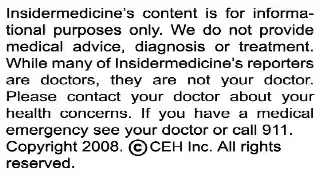 Insidermedicine's content is for informa-
tional purposes only. We do not provide
medical advice, diagnosis or treatment.
While many of Insidermedicine's reporters
are doctors, they are not your doctor.
Please contact your doctor about your
health concerns. If you have a medical
emergency see your doctor or call 911.
Copyright 2008. ©CEH Inc. All rights
reserved.